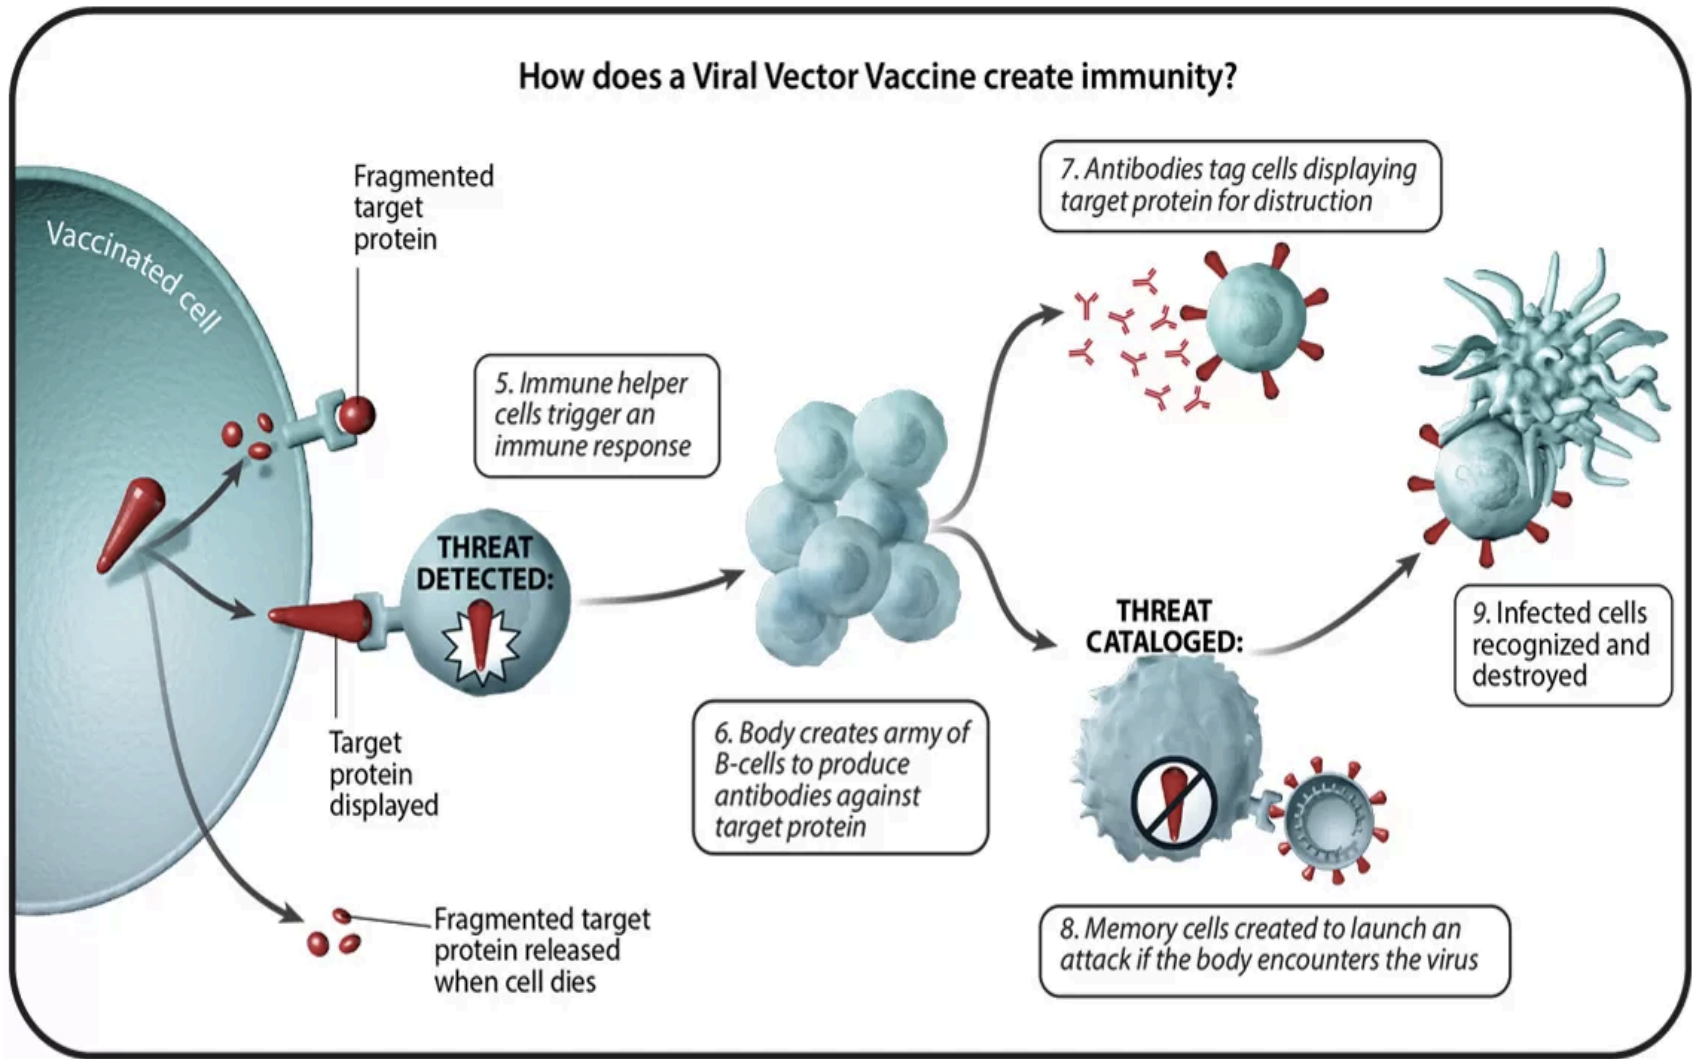 How does a Viral Vector Vaccine create immunity?
Vaccinated cell
Fragmented
target
protein
5. Immune helper
cells trigger an
immune response
THREAT
DETECTED:
Target
protein
displayed
Fragmented target
protein released
when cell dies
6. Body creates army of
B-cells to produce
antibodies against
target protein
7. Antibodies tag cells displaying
target protein for distruction
THREAT
CATALOGED:
8. Memory cells created to launch an
attack if the body encounters the virus
9. Infected cells
recognized and
destroyed